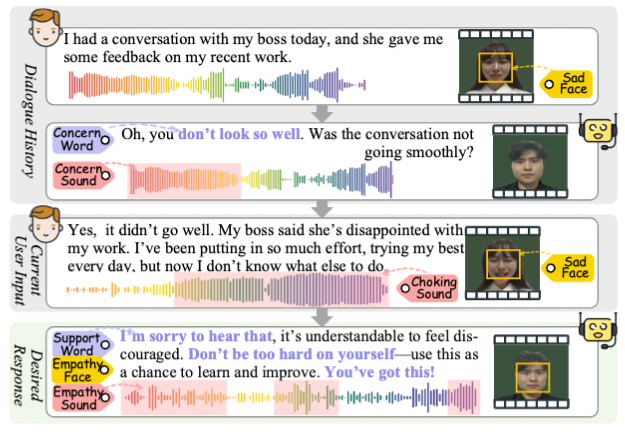 Dialogue History
I had a conversation with my boss today, and she gave me
some feedback on my recent work.
Sad
Face
Concern
Word
Oh, you don't look so well. Was the conversation not
going smoothly?
Concern
Sound
Current
User Input
Yes, it didn't go well. My boss said she's disappointed with
my work. I've been putting in so much effort, trying my best
every day, but now I don't know what else to do.
Sad
Face
Choking
Sound
Desired
Response
Support
Word
Empathy
Face
Empathy
Sound
I'm sorry to hear that, it's understandable to feel dis-
couraged. Don't be too hard on yourself—use this as
a chance to learn and improve. You've got this!